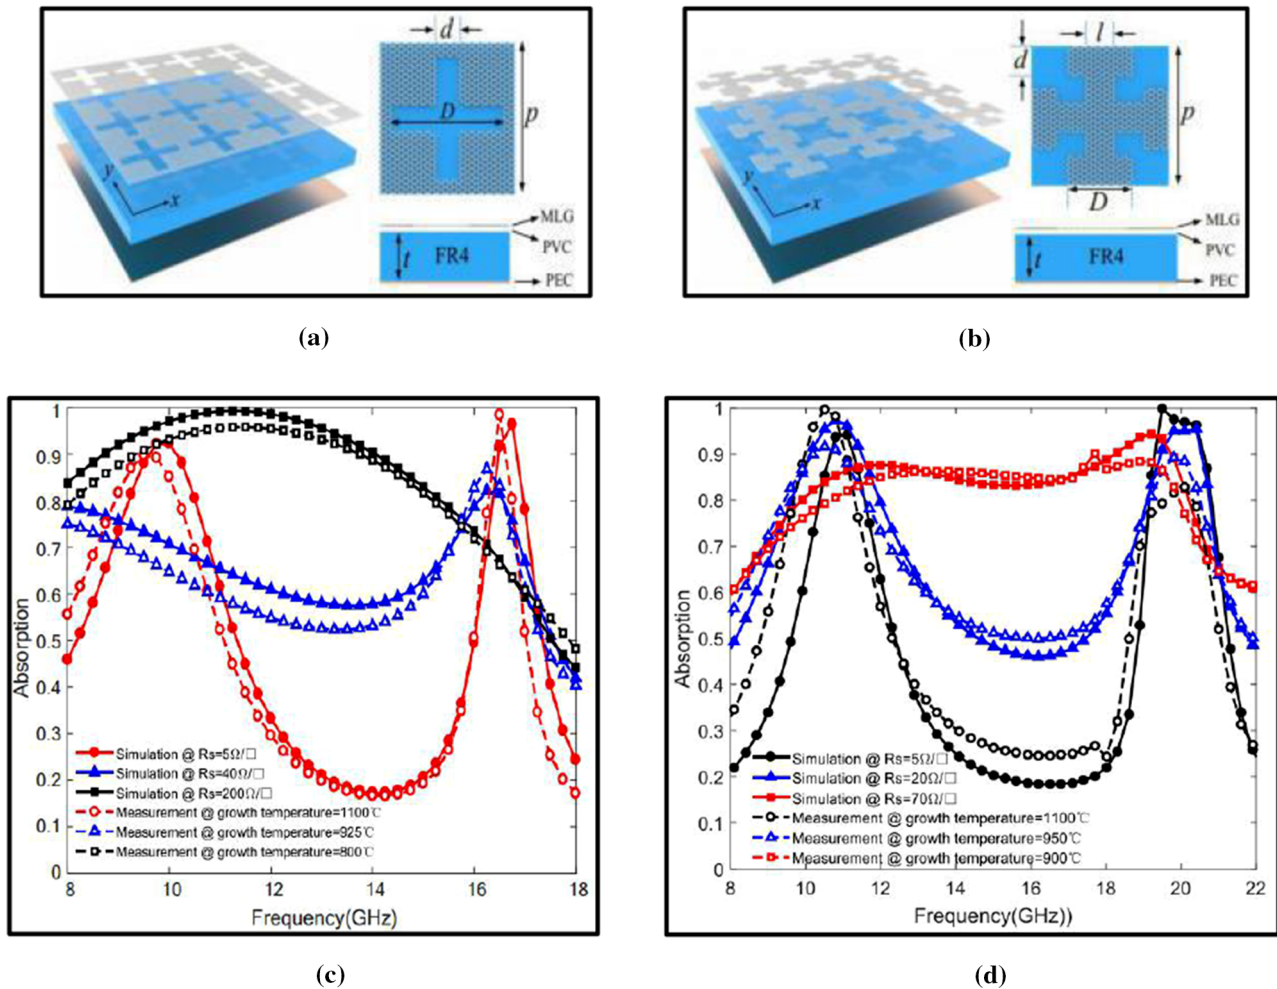 d
D
p
y
x
MLG
PVC
t
FR4
PEC
(a)
l
d
p
y
x
D
MLG
PVC
t
FR4
PEC
(b)
1
0.9
0.8
0.7
0.6
0.5
0.4
0.3
0.2
0.1
0
Absorption
Simulation @ Rs=5Ω/□
Simulation @ Rs=40Ω/□
Simulation @ Rs=200Ω/□
Measurement @ growth temperature=1100℃
Measurement @ growth temperature=925℃
Measurement @ growth temperature=800℃
8 10 12 14 16 18
Frequency(GHz)
(c)
1
0.9
0.8
0.7
0.6
0.5
0.4
0.3
0.2
0.1
0
Absorption
Simulation @ Rs=5Ω/□
Simulation @ Rs=20Ω/□
Simulation @ Rs=70Ω/□
Measurement @ growth temperature=1100℃
Measurement @ growth temperature=950℃
Measurement @ growth temperature=900℃
8 10 12 14 16 18 20 22
Frequency(GHz))
(d)